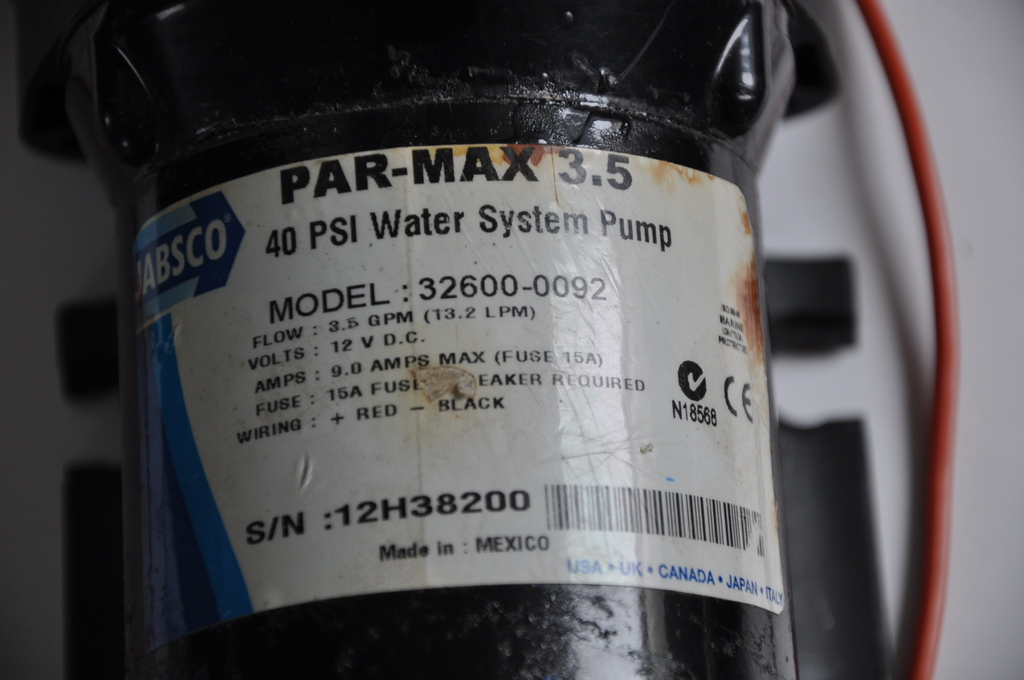 PAR-MAX 3.5
JABSCO®
40 PSI Water System Pump
MODEL : 32600-0092
FLOW : 3.5 GPM (13.2 LPM)
VOLTS : 12 V D.C.
AMPS : 9.0 AMPS MAX (FUSE 15A)
FUSE : 15A FUSE EAKER REQUIRED
WIRING : + RED - BLACK
MARINE
N18568
CE
S/N :12H38200
Made in : MEXICO
USA • UK • CANADA • JAPAN • ITALY